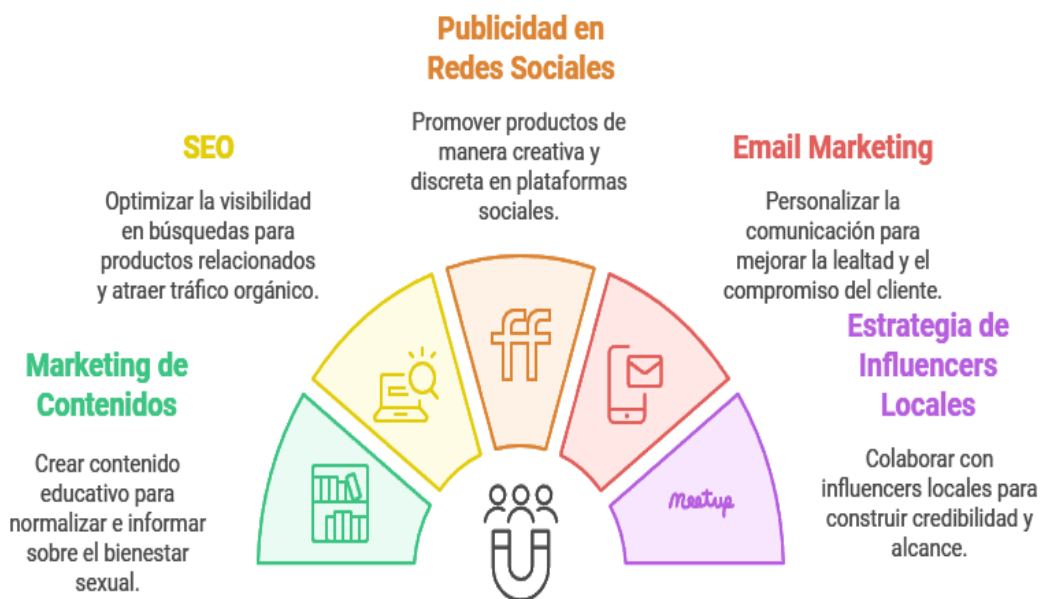 Publicidad en
Redes Sociales
Promover productos de
manera creativa y
discreta en plataformas
sociales.
SEO
Optimizar la visibilidad
en búsquedas para
productos relacionados
y atraer tráfico orgánico.
Email Marketing
Personalizar la
comunicación para
mejorar la lealtad y el
compromiso del cliente.
Marketing de
Contenidos
Crear contenido
educativo para
normalizar e informar
sobre el bienestar
sexual.
Estrategia de
Influencers
Locales
Colaborar con
influencers locales para
construir credibilidad y
alcance.
ff
meetup